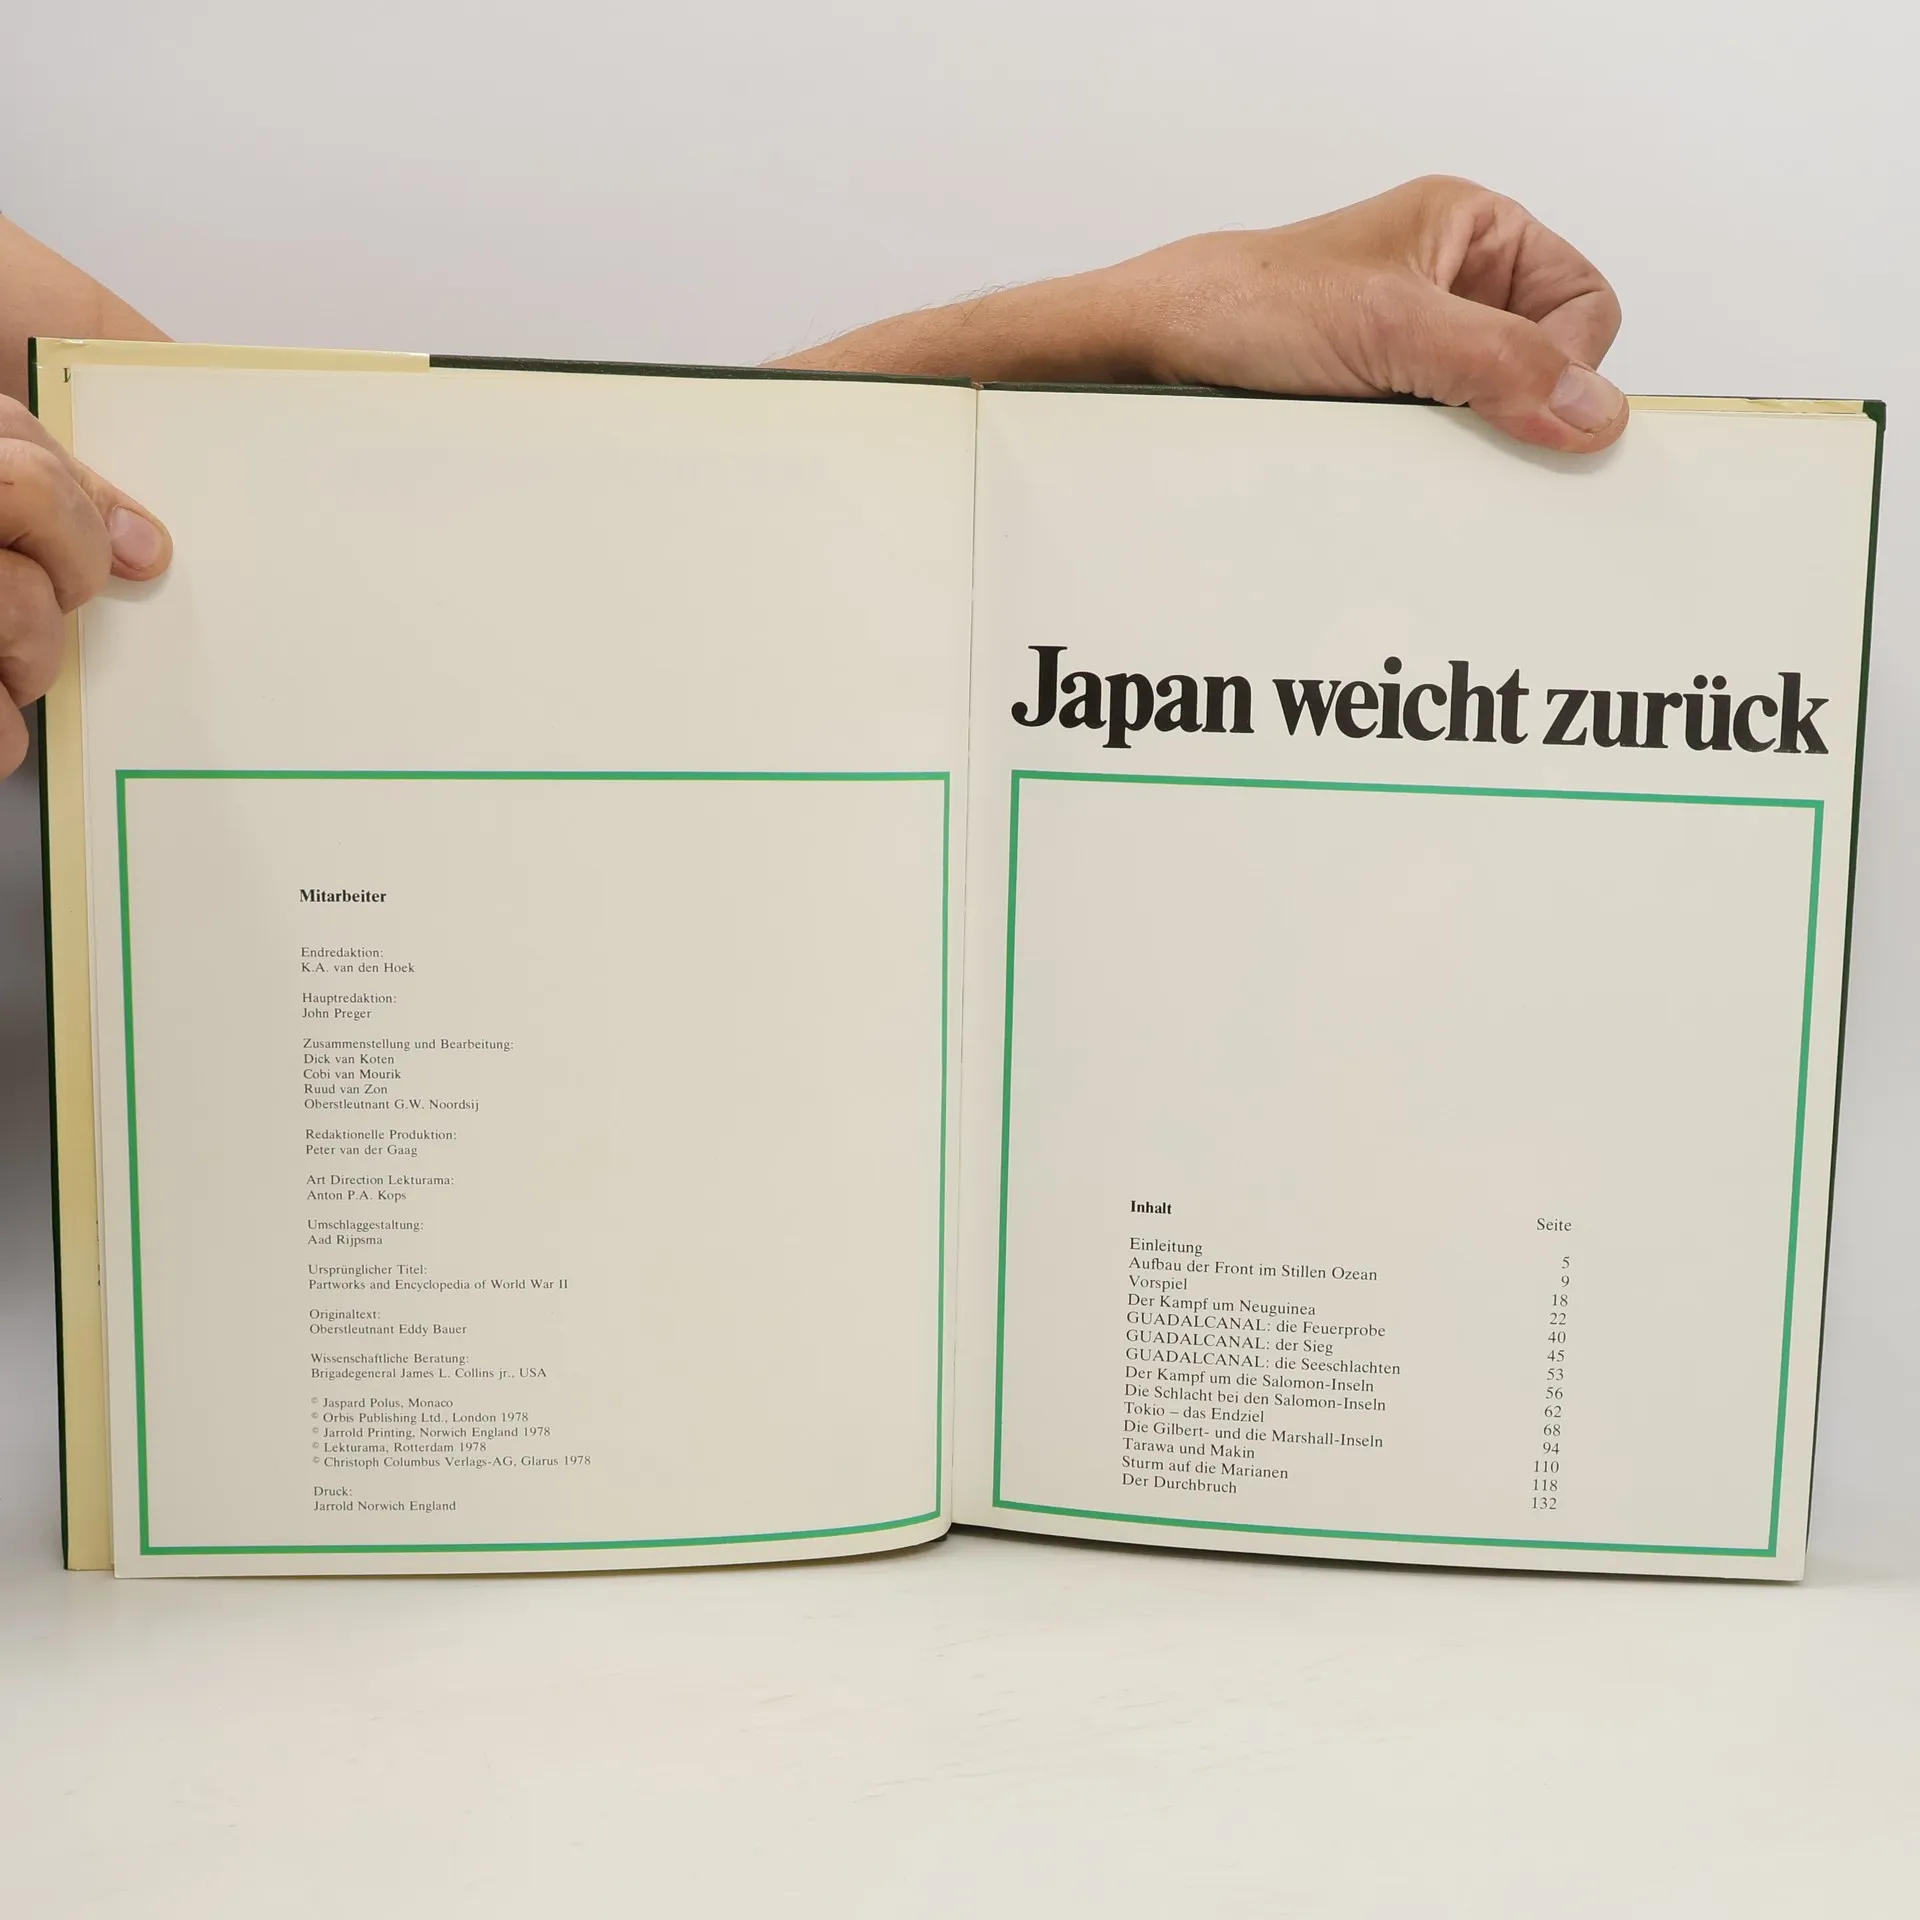 Mitarbeiter
Endredaktion:
K.A. van den Hoek
Hauptredaktion:
John Preger
Zusammenstellung und Bearbeitung:
Dick van Koten
Cobi van Mourik
Ruud van Zon
Oberstleutnant G.W. Noordsij
Redaktionelle Produktion:
Peter van der Gaag
Art Direction Lekturama:
Anton P.A. Kops
Umschlaggestaltung:
Aad Rijpsma
Ursprünglicher Titel:
Partworks and Encyclopedia of World War II
Originaltext:
Oberstleutnant Eddy Bauer
Wissenschaftliche Beratung:
Brigadegeneral James L. Collins jr., USA
© Jaspard Polus, Monaco
© Orbis Publishing Ltd., London 1978
© Jarrold Printing, Norwich England 1978
© Lekturama, Rotterdam 1978
© Christoph Columbus Verlags-AG, Glarus 1978
Druck:
Jarrold Norwich England
Japan weicht zurück
Inhalt
Seite
Einleitung 5
Aufbau der Front im Stillen Ozean 9
Vorspiel 18
Der Kampf um Neuguinea 22
GUADALCANAL: die Feuerprobe 40
GUADALCANAL: der Sieg 45
GUADALCANAL: die Seeschlachten 53
Der Kampf um die Salomon-Inseln 56
Die Schlacht bei den Salomon-Inseln 62
Tokio – das Endziel 68
Die Gilbert- und die Marshall-Inseln 94
Tarawa und Makin 110
Sturm auf die Marianen 118
Der Durchbruch 132